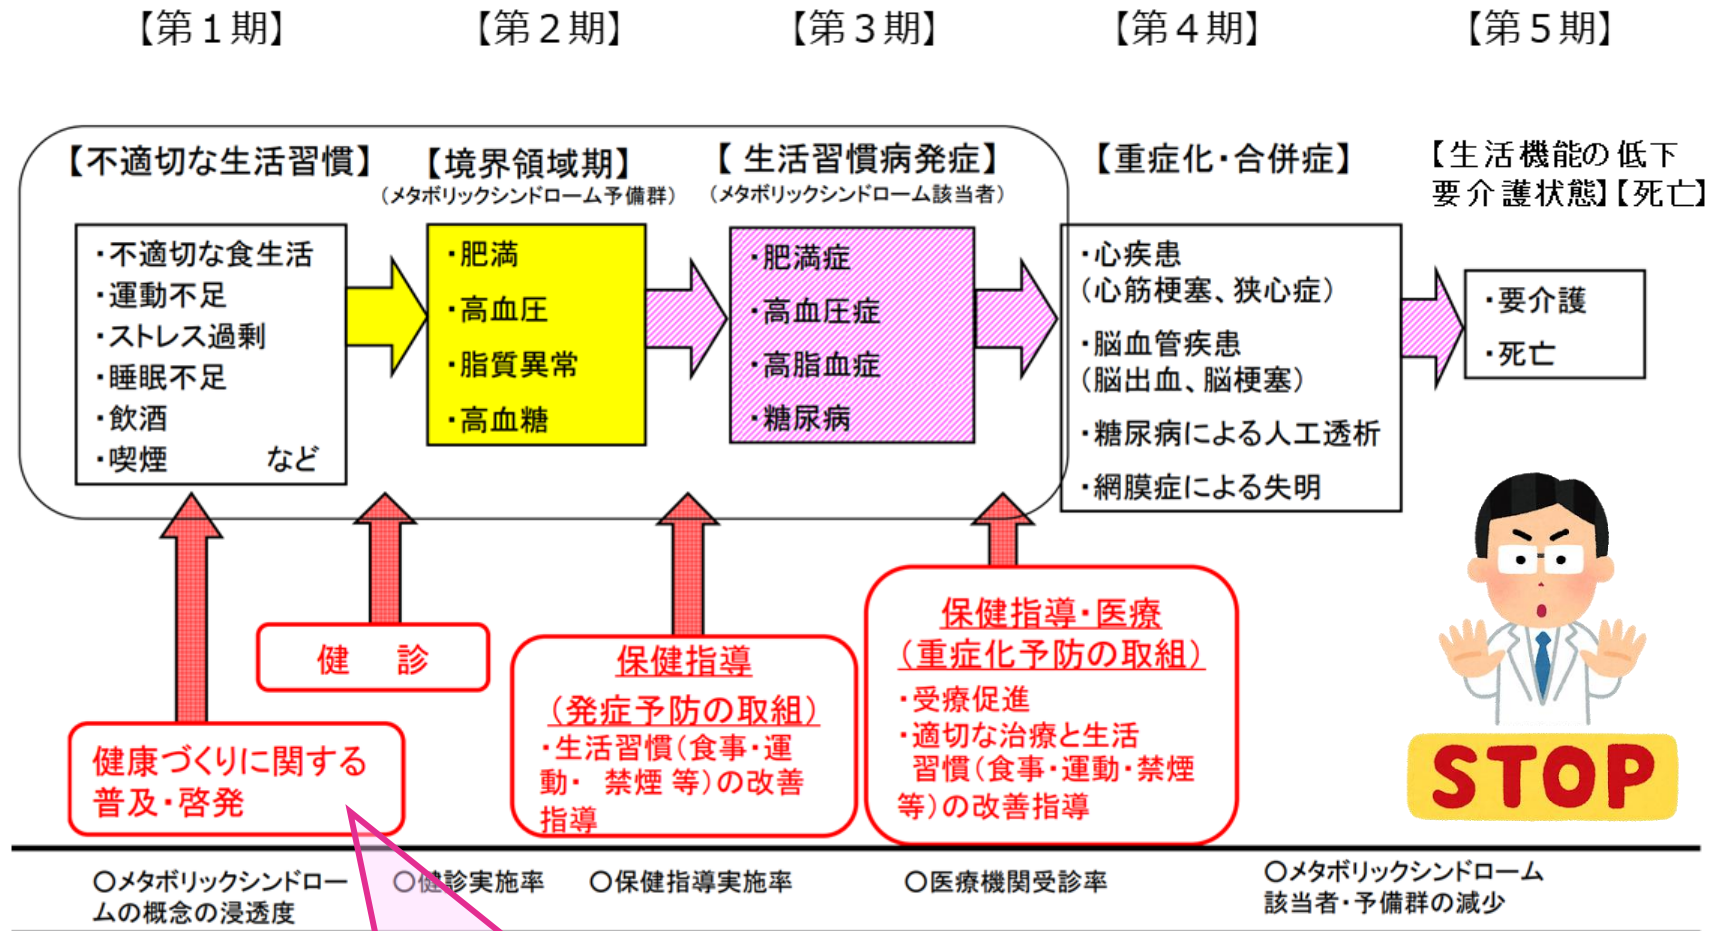 【第１期】
【第２期】
【第３期】
【第４期】
【第５期】
【不適切な生活習慣】
・不適切な食生活
・運動不足
・ストレス過剰
・睡眠不足
・飲酒
・喫煙　　　など
【境界領域期】
（メタボリックシンドローム予備群）
・肥満
・高血圧
・脂質異常
・高血糖
【 生活習慣病発症】
（メタボリックシンドローム該当者）
・肥満症
・高血圧症
・高脂血症
・糖尿病
【重症化・合併症】
・心疾患
（心筋梗塞、狭心症）
・脳血管疾患
（脳出血、脳梗塞）
・糖尿病による人工透析
・網膜症による失明
【生活機能の低下
要介護状態】【死亡】
・要介護
・死亡
健康づくりに関する
普及・啓発
健　診
保健指導
（発症予防の取組）
・生活習慣（食事・運
動・ 禁煙 等）の改善
指導
保健指導・医療
（重症化予防の取組）
・受療促進
・適切な治療と生活
習慣（食事・運動・禁煙
等）の改善指導
STOP
○メタボリックシンドロー
ムの概念の浸透度
○健診実施率
○保健指導実施率
○医療機関受診率
○メタボリックシンドローム
該当者・予備群の減少